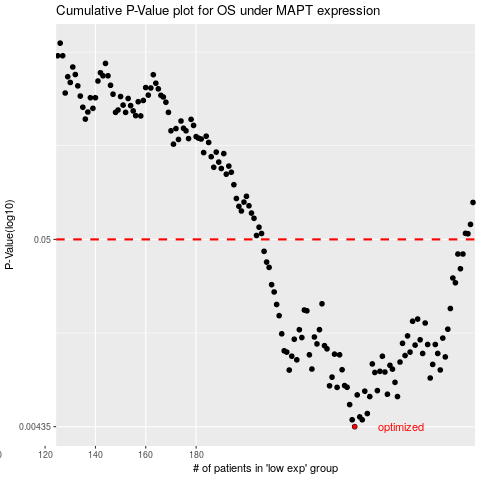 Cumulative P-Value plot for OS under MAPT expression
P-Value(log10)
0.05
0.00435
optimized
0 120 140 160 180
# of patients in 'low exp' group